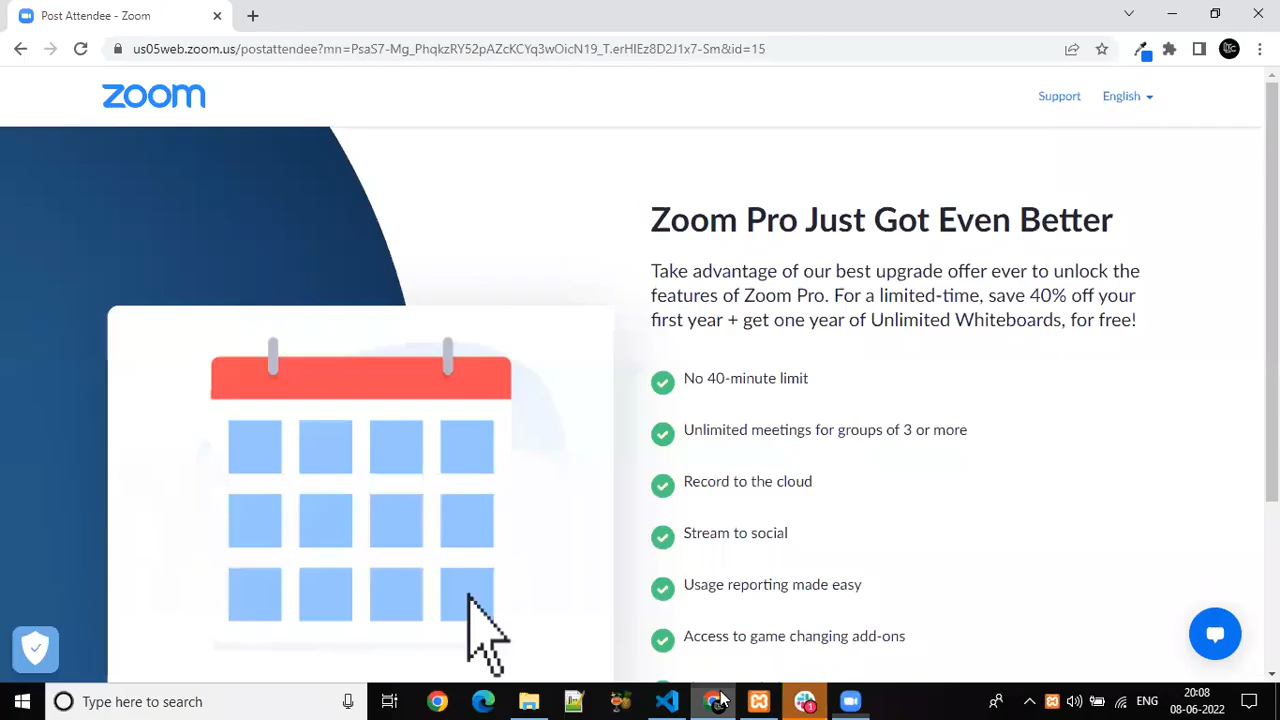 Post Attendee - Zoom
us05web.zoom.us/postattendee?mn=PsaS7-Mg_PhqkzRY52pAZcKCYq3wOicN19_T.erHIEz8D2J1x7-Sm&id=15
zoom
Support
English
Zoom Pro Just Got Even Better
Take advantage of our best upgrade offer ever to unlock the
features of Zoom Pro. For a limited-time, save 40% off your
first year + get one year of Unlimited Whiteboards, for free!
No 40-minute limit
Unlimited meetings for groups of 3 or more
Record to the cloud
Stream to social
Usage reporting made easy
Access to game changing add-ons
Type here to search
1
ENG
20:08
08-06-2022